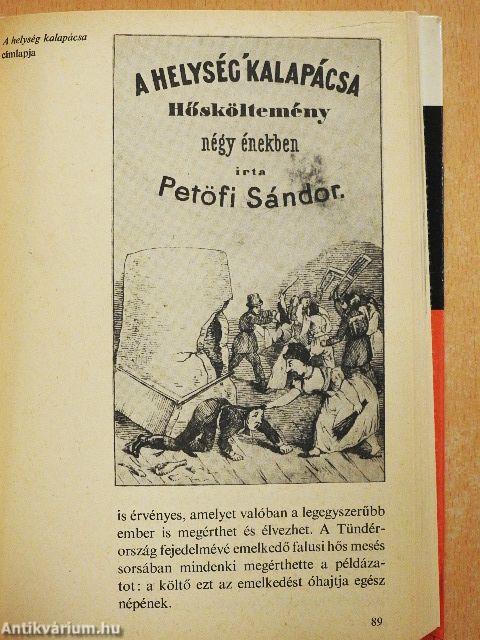 A helység kalapácsa
címlapja
A HELYSÉG KALAPÁCSA
Hősköltemény
négy énekben
irta
Petőfi Sándor.
is érvényes, amelyet valóban a legegyszerűbb
ember is megérthet és élvezhet. A Tündér-
ország fejedelmévé emelkedő falusi hős mesés
sorsában mindenki megérthette a példáza-
tot: a költő ezt az emelkedést óhajtja egész
népének.
89
Antikvárium.hu